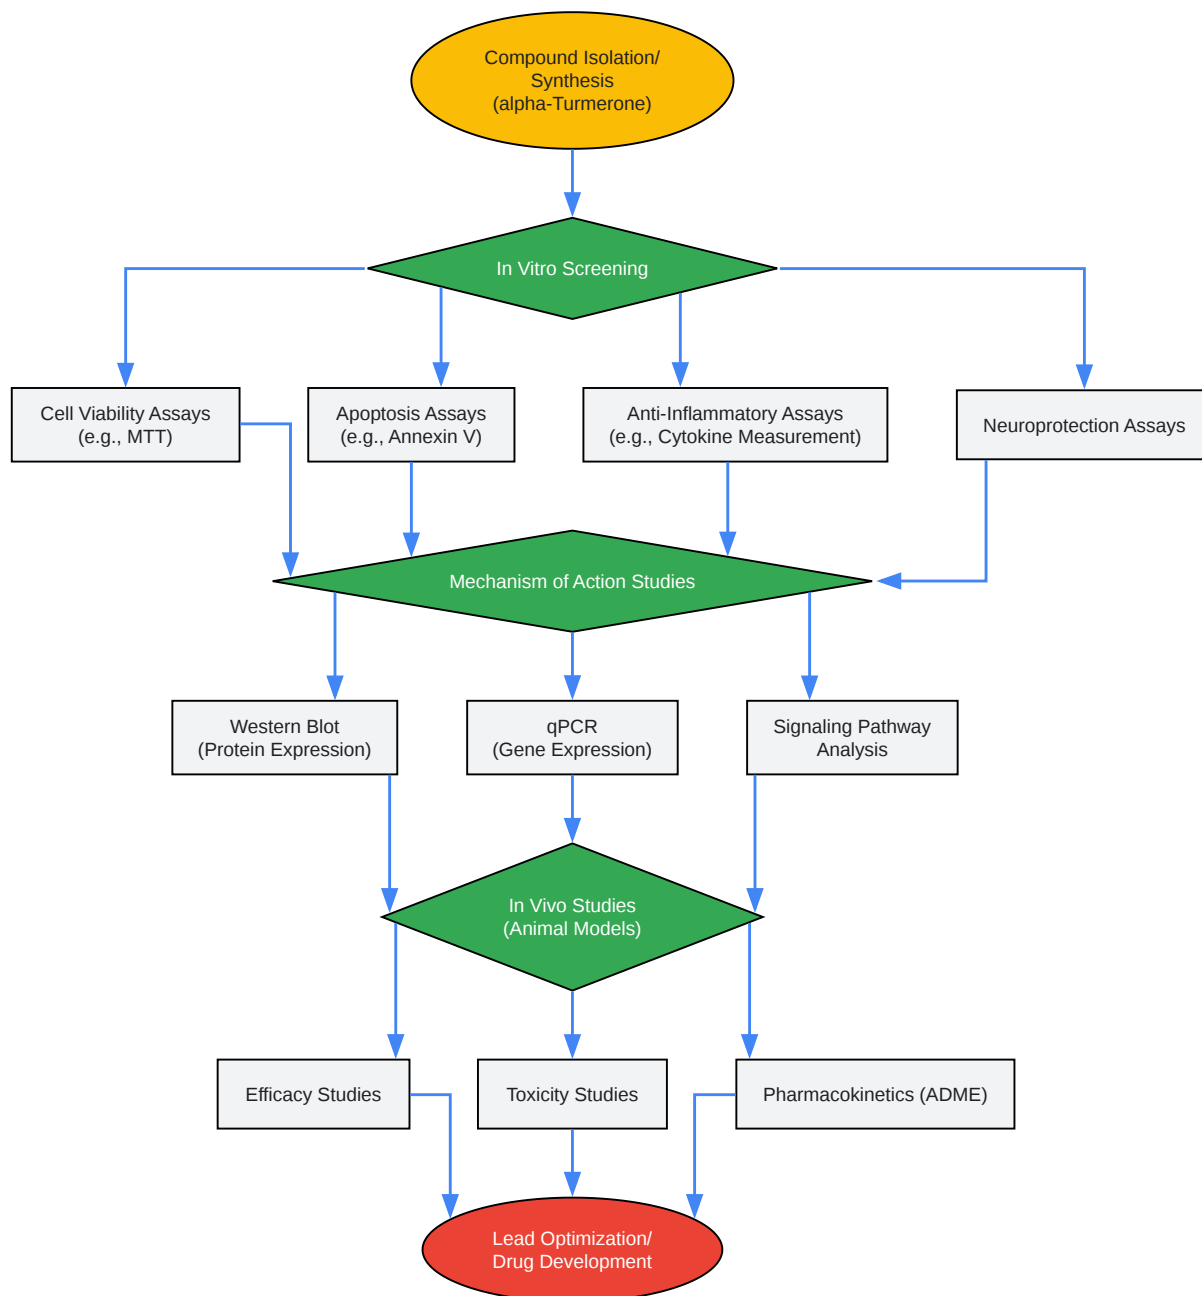 Compound Isolation/
Synthesis
(alpha-Turmerone)
In Vitro Screening
Cell Viability Assays
(e.g., MTT)
Apoptosis Assays
(e.g., Annexin V)
Anti-Inflammatory Assays
(e.g., Cytokine Measurement)
Neuroprotection Assays
Mechanism of Action Studies
Western Blot
(Protein Expression)
qPCR
(Gene Expression)
Signaling Pathway
Analysis
In Vivo Studies
(Animal Models)
Efficacy Studies
Toxicity Studies
Pharmacokinetics (ADME)
Lead Optimization/
Drug Development